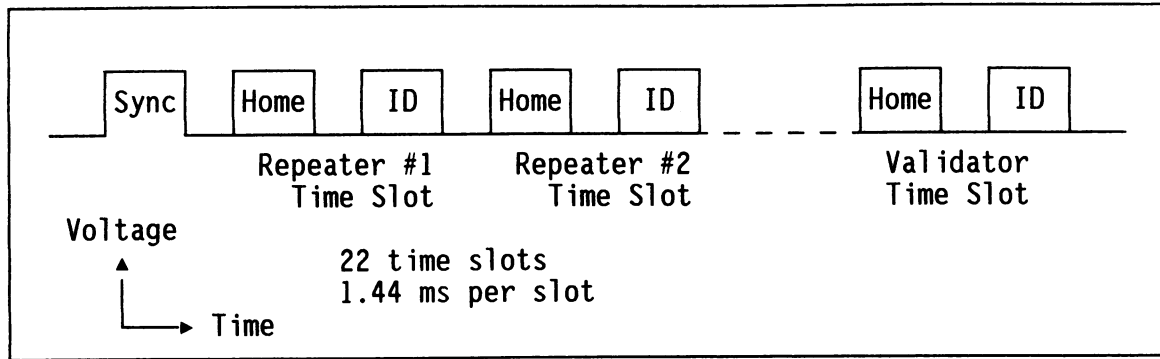 Sync Home ID Home ID Home ID
Repeater #1 Repeater #2 Validator
Time Slot Time Slot Time Slot
Voltage
22 time slots
1.44 ms per slot
Time